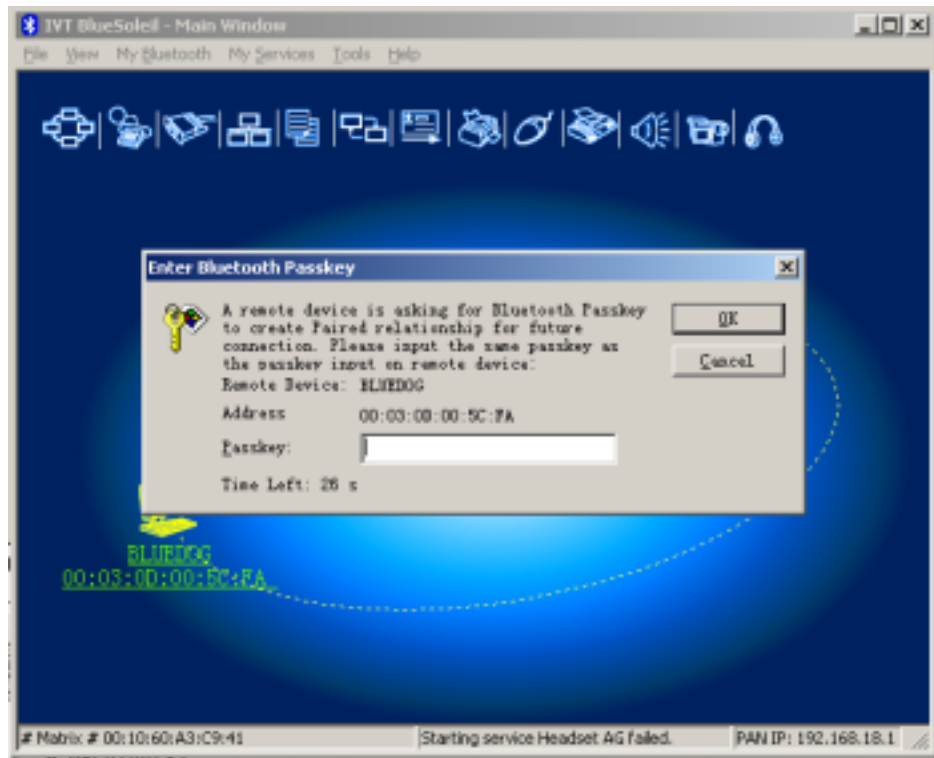 IVT BlueSoleil - Main Window
File View My Bluetooth My Services Tools Help
Enter Bluetooth Passkey
A remote device is asking for Bluetooth Passkey
to create Paired relationship for future
connection. Please input the same passkey as
the passkey input on remote device:
Remote Device: BLUEDOG
Address 00:03:0D:00:5C:FA
Passkey:
Time Left: 26 s
OK
Cancel
BLUEDOG
00:03:0D:00:5C:FA
# Matrix # 00:10:60:A3:C9:41
Starting service Headset AG failed.
PAN IP: 192.168.18.1